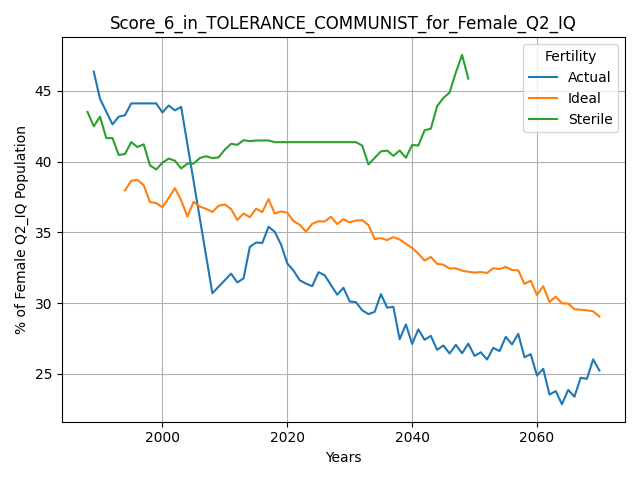 Score_6_in_TOLERANCE_COMMUNIST_for_Female_Q2_IQ
Fertility
Actual
Ideal
Sterile
% of Female Q2_IQ Population
45
40
35
30
25
2000
2020
2040
2060
Years